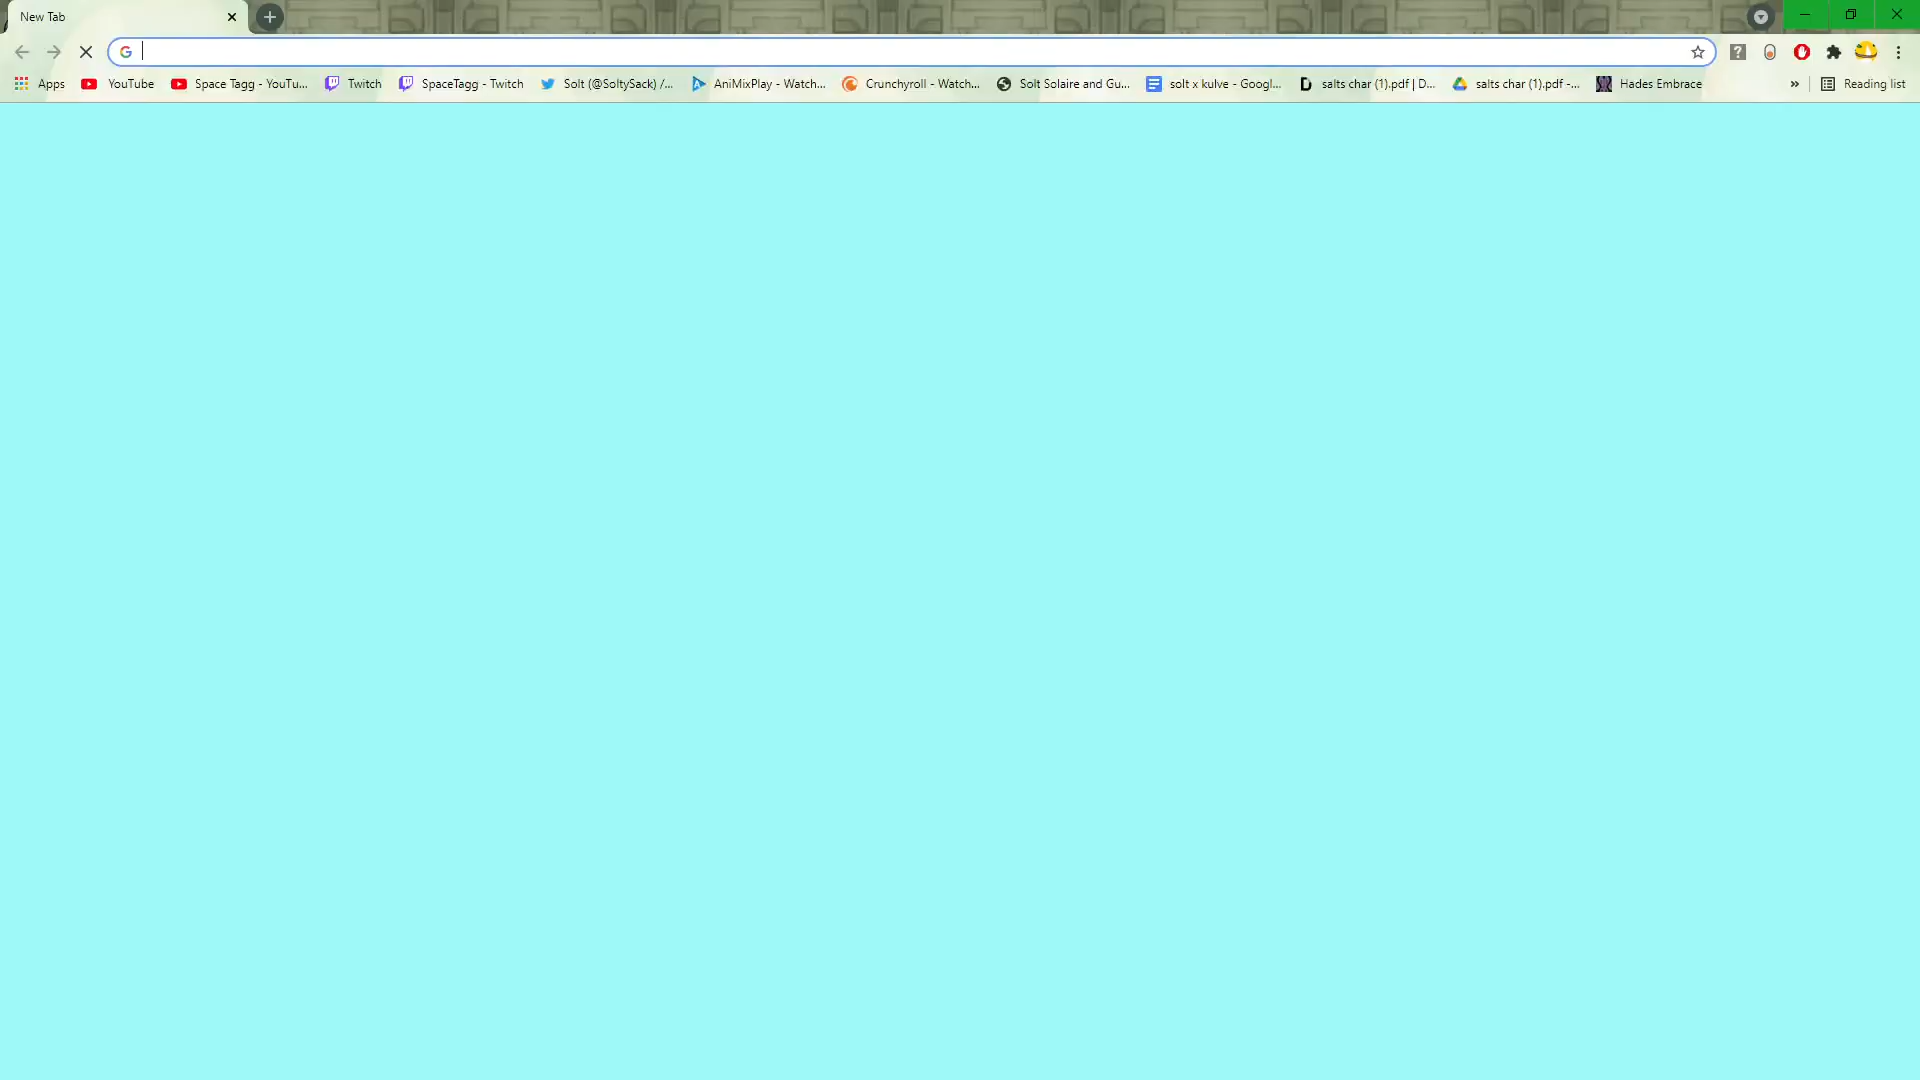 New Tab
Apps YouTube Space Tagg - YouTu... Twitch SpaceTagg - Twitch Solt (@SoltySack) /... AniMixPlay - Watch... Crunchyroll - Watch... Solt Solaire and Gu... solt x kulve - Googl... salts char (1).pdf | D... salts char (1).pdf -... Hades Embrace » Reading list